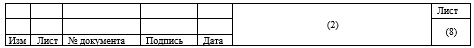 Лист
(2)
(8)
Изм Лист № документа Подпись Дата